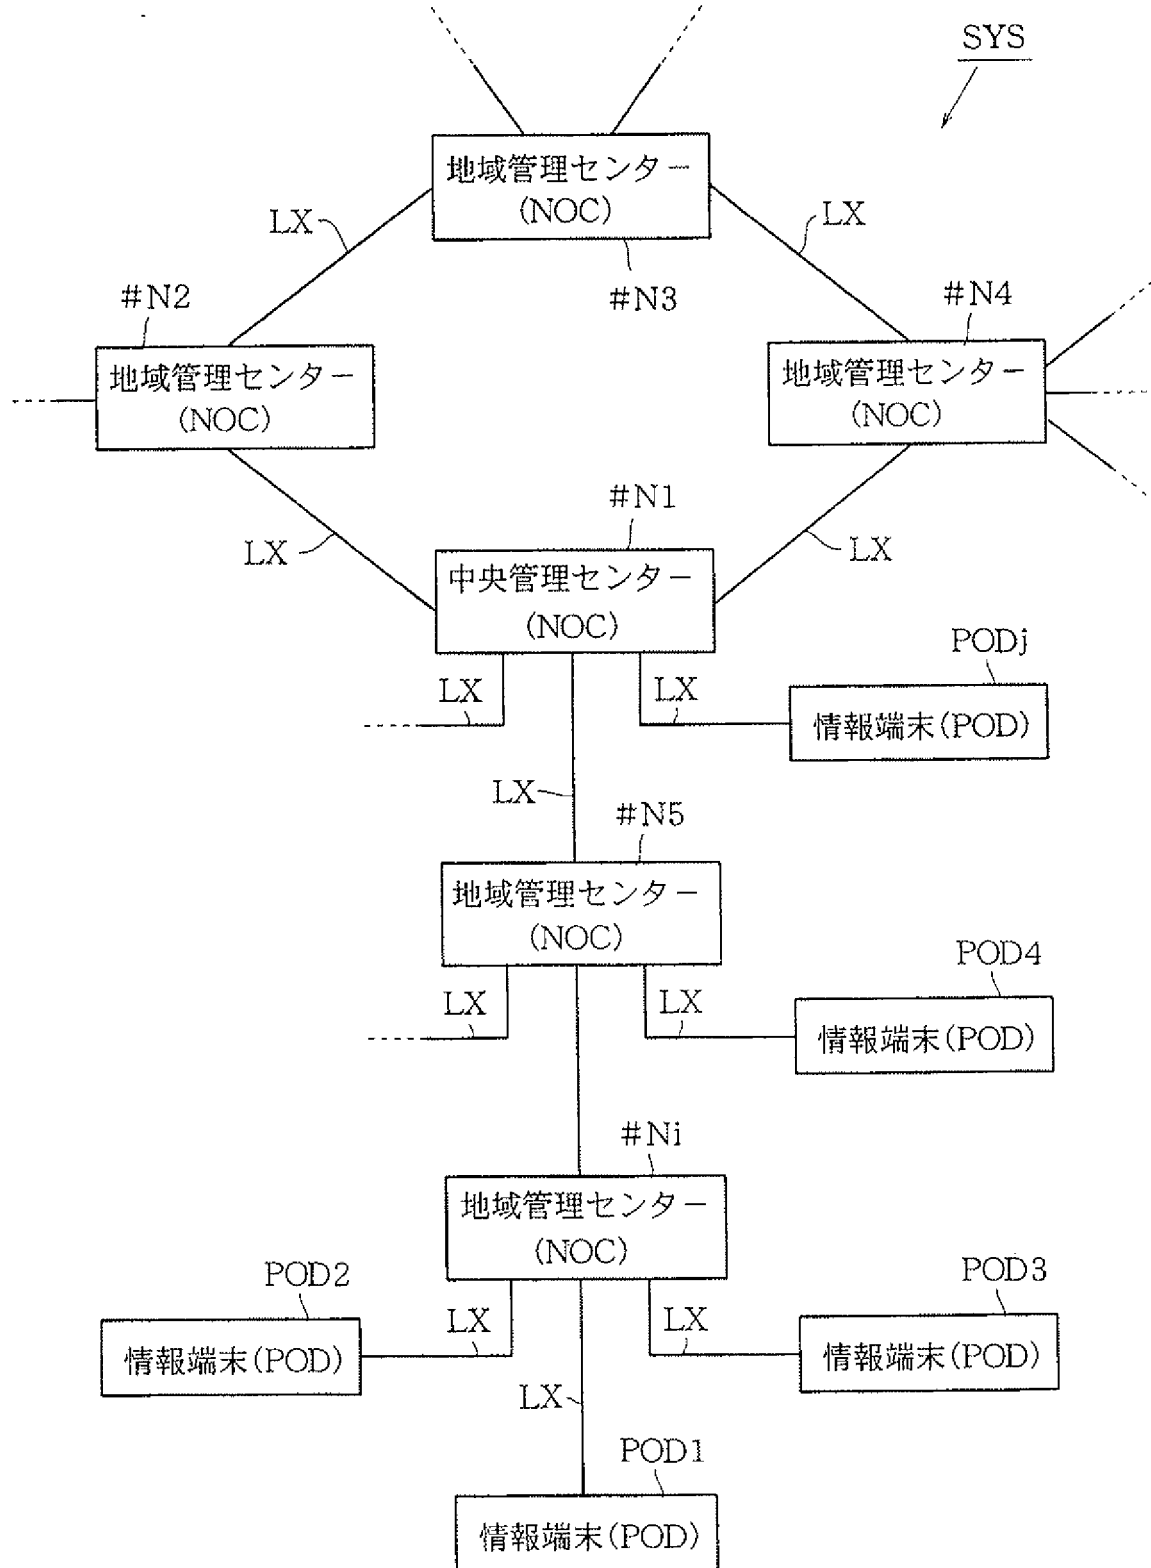 SYS
地域管理センター
(NOC)
LX
LX
#N3
#N2
#N4
地域管理センター
(NOC)
地域管理センター
(NOC)
#N1
LX
LX
中央管理センター
(NOC)
PODj
LX
LX
情報端末(POD)
LX
#N5
地域管理センター
(NOC)
POD4
LX
LX
情報端末(POD)
#Ni
地域管理センター
(NOC)
POD2
POD3
LX
LX
情報端末(POD)
情報端末(POD)
LX
POD1
情報端末(POD)